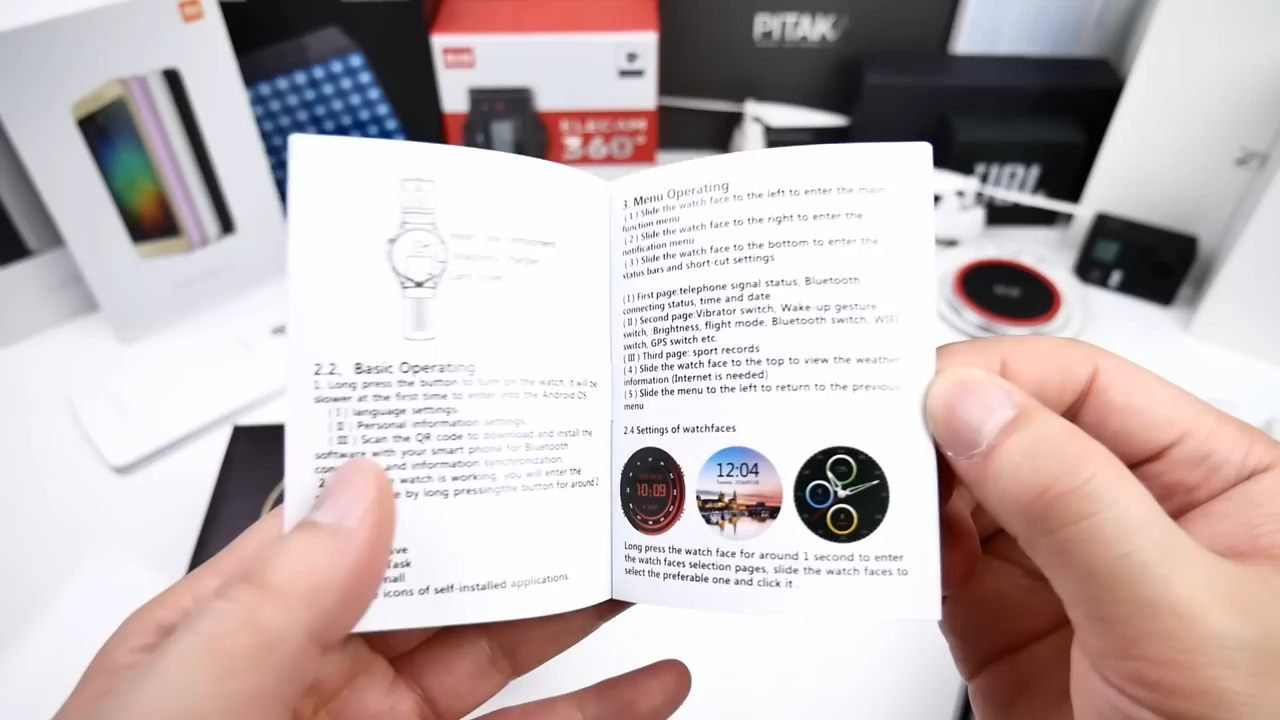 PITAK/
ELECAM
360°
JBL
2.2. Basic Operating
1. Long press the button to turn on the watch, it will be
slower at the first time to enter into the Android OS.
( I ) language settings.
( II ) Personal information settings.
( III ) Scan the QR code to download and install the
software with your smart phone for Bluetooth
and information synchronization.
2. watch is working, you will enter the
by long pressingthe button for around 2
icons of self-installed applications.
3. Menu Operating
( 1 ) Slide the watch face to the left to enter the main
function menu
( 2 ) Slide the watch face to the right to enter the
notification menu
( 3 ) Slide the watch face to the bottom to enter the
status bars and short-cut settings
( I ) First page:telephone signal status, Bluetooth
connecting status, time and date
( II ) Second page:Vibrator switch, Wake-up gesture
switch, Brightness, flight mode, Bluetooth switch, WIFI
switch, GPS switch etc.
( III ) Third page: sport records
( 4 ) Slide the watch face to the top to view the weather
information (Internet is needed)
( 5 ) Slide the menu to the left to return to the previous
menu
2.4 Settings of watchfaces
10:09
12:04
Long press the watch face for around 1 second to enter
the watch faces selection pages, slide the watch faces to
select the preferable one and click it .